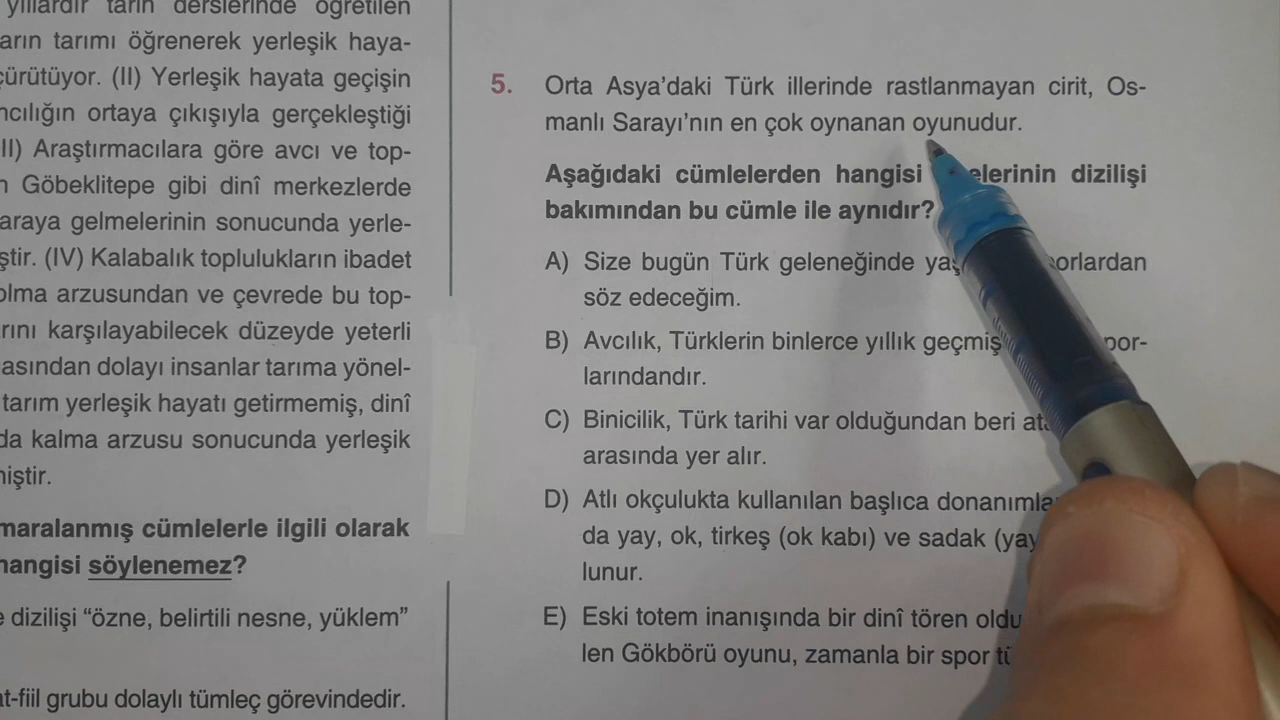 yıllardır tarih derslerinde öğretilen
arın tarımı öğrenerek yerleşik haya-
çürütüyor. (II) Yerleşik hayata geçişin
ncılığın ortaya çıkışıyla gerçekleştiği
II) Araştırmacılara göre avcı ve top-
n Göbeklitepe gibi dinî merkezlerde
araya gelmelerinin sonucunda yerle-
ştir. (IV) Kalabalık toplulukların ibadet
olma arzusundan ve çevrede bu top-
rını karşılayabilecek düzeyde yeterli
asından dolayı insanlar tarıma yönel-
tarım yerleşik hayatı getirmemiş, dinî
da kalma arzusu sonucunda yerleşik
niştir.
maralanmış cümlelerle ilgili olarak
hangisi söylenemez?
e dizilişi “özne, belirtili nesne, yüklem”
at-fiil grubu dolaylı tümleç görevindedir.
5. Orta Asya’daki Türk illerinde rastlanmayan cirit, Os-
manlı Sarayı’nın en çok oynanan oyunudur.
Aşağıdaki cümlelerden hangisi elerinin dizilişi
bakımından bu cümle ile aynıdır?
A) Size bugün Türk geleneğinde yaş orlardan
söz edeceğim.
B) Avcılık, Türklerin binlerce yıllık geçmiş por-
larındandır.
C) Binicilik, Türk tarihi var olduğundan beri ata
arasında yer alır.
D) Atlı okçulukta kullanılan başlıca donanımla
da yay, ok, tirkeş (ok kabı) ve sadak (yay
lunur.
E) Eski totem inanışında bir dinî tören oldu
len Gökbörü oyunu, zamanla bir spor tü